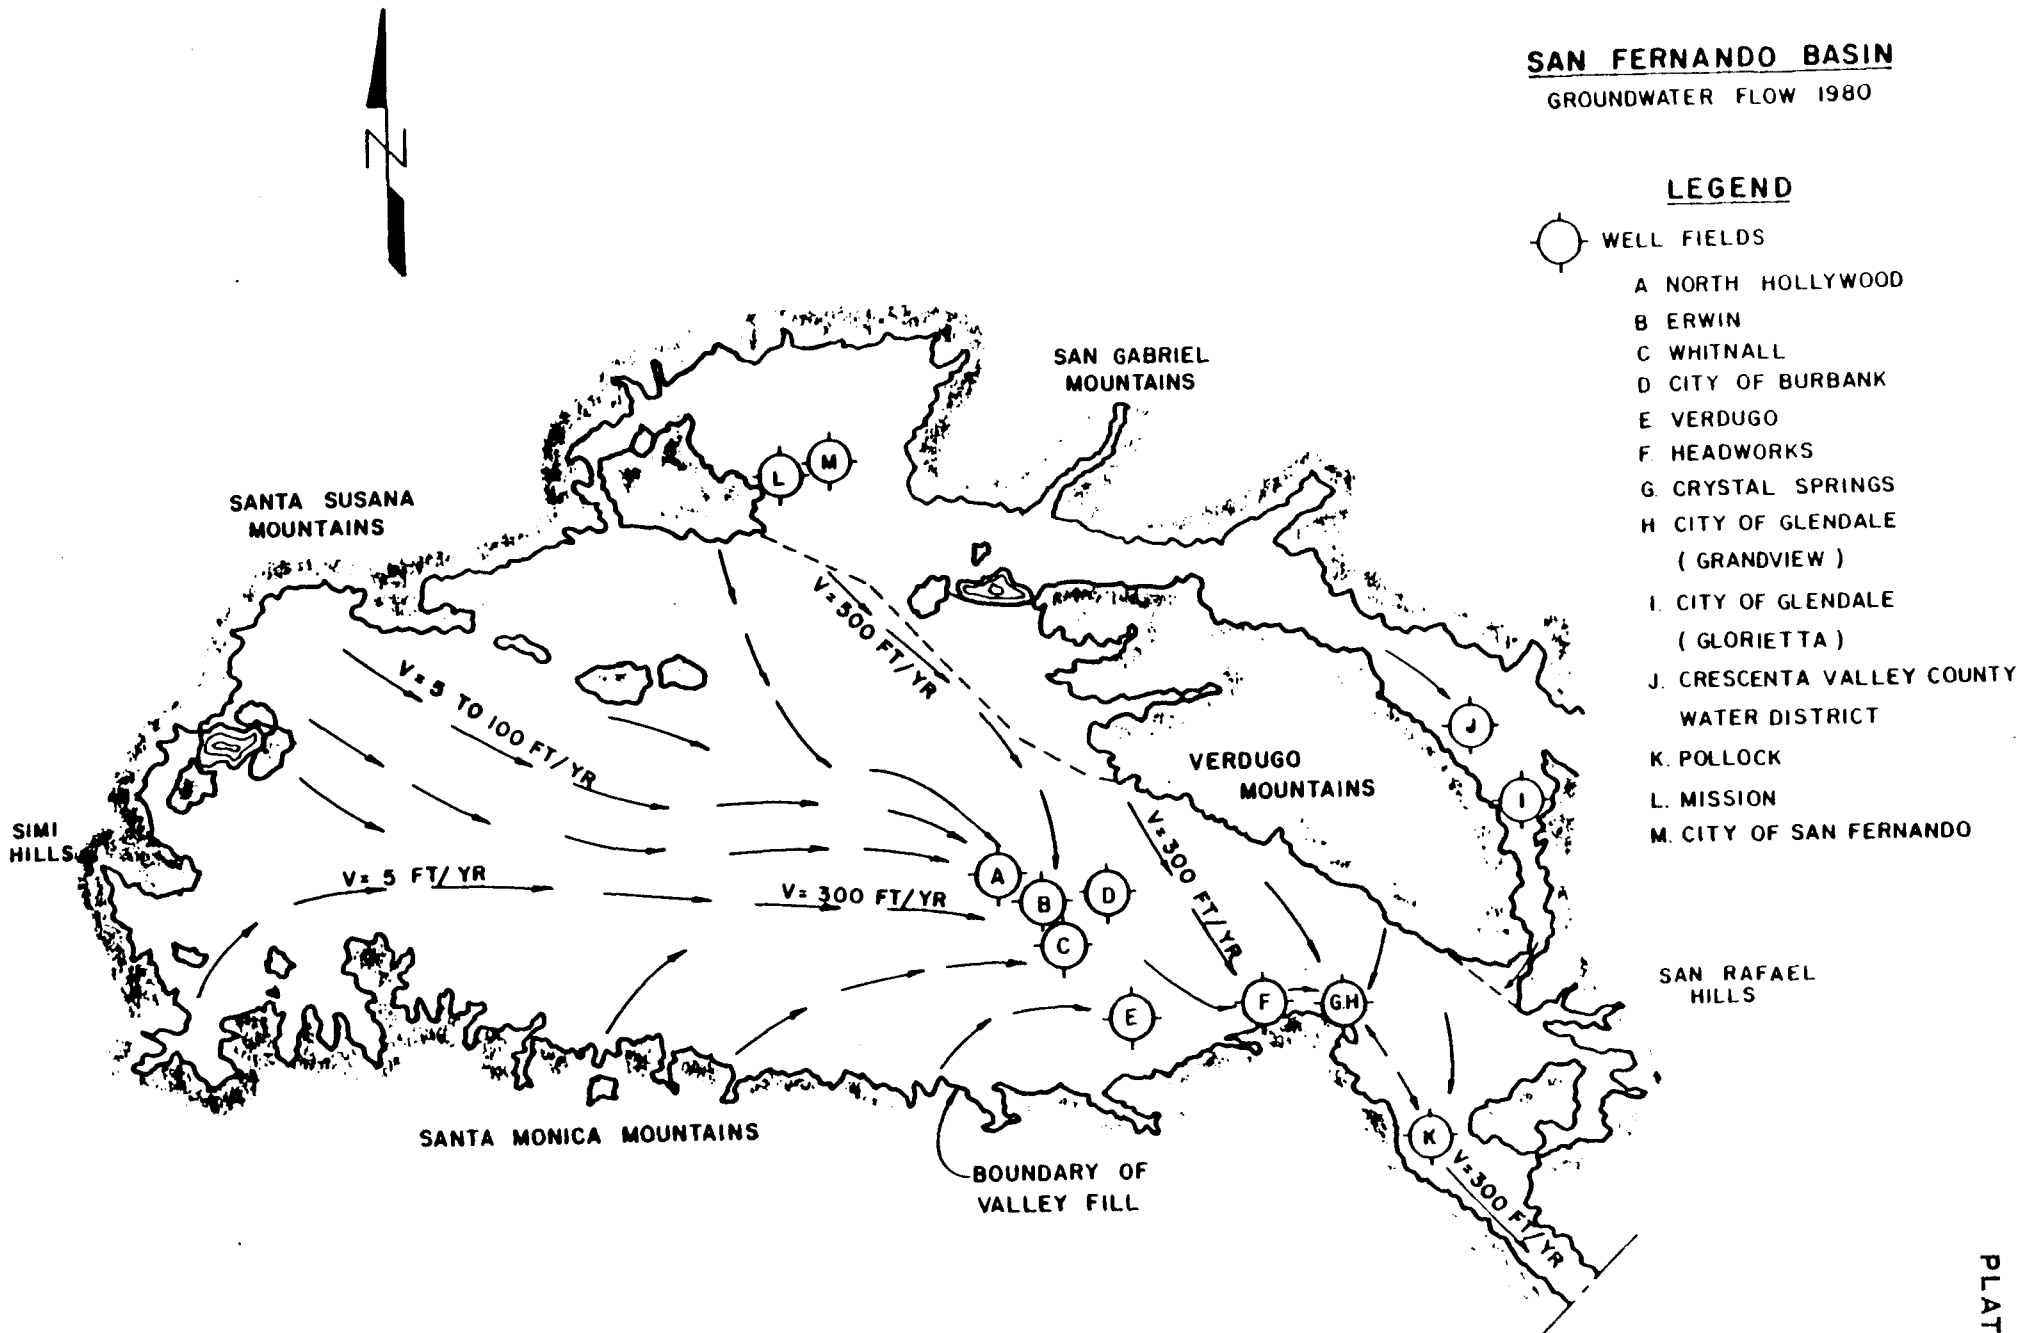 SAN FERNANDO BASIN
GROUNDWATER FLOW 1980
LEGEND
WELL FIELDS
A NORTH HOLLYWOOD
B ERWIN
C WHITNALL
D CITY OF BURBANK
E VERDUGO
F. HEADWORKS
G. CRYSTAL SPRINGS
H CITY OF GLENDALE
( GRANDVIEW )
I. CITY OF GLENDALE
( GLORIETTA )
J. CRESCENTA VALLEY COUNTY
WATER DISTRICT
K. POLLOCK
L. MISSION
M. CITY OF SAN FERNANDO
N
SAN GABRIEL
MOUNTAINS
L
M
SANTA SUSANA
MOUNTAINS
V= 500 FT/YR
V= 5 TO 100 FT/YR
J
VERDUGO
MOUNTAINS
I
SIMI
HILLS
V= 5 FT/YR
V= 300 FT/YR
A
B
C
D
V= 300 FT/YR
SAN RAFAEL
HILLS
F
G.H
E
K
SANTA MONICA MOUNTAINS
BOUNDARY OF
VALLEY FILL
V= 300 FT/YR
PLAT